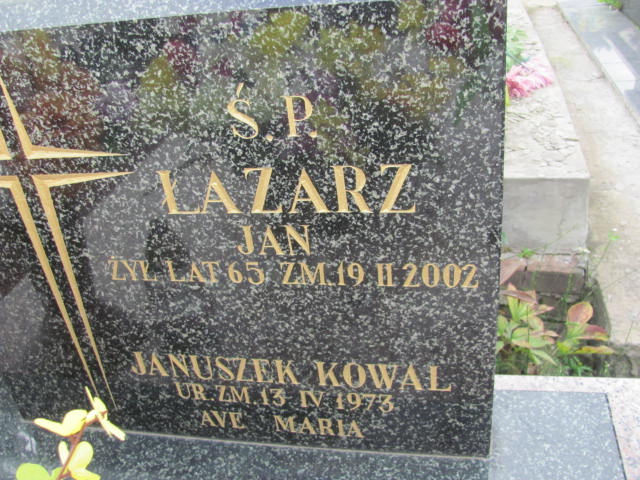 Ś.P.
ŁAZARZ
JAN
ŻYŁ LAT 65 ZM. 19 II 2002
JANUSZEK KOWAL
UR. ZM 13 IV 1973
AVE MARIA